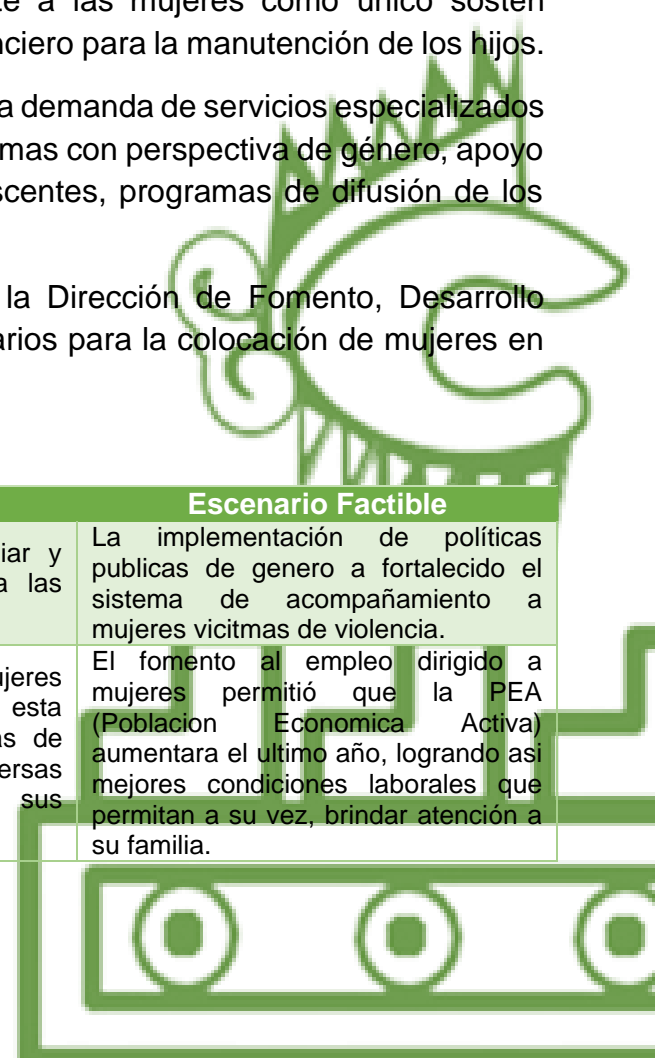 te a las mujeres como único sostén
nciero para la manutención de los hijos.
a demanda de servicios especializados
mas con perspectiva de género, apoyo
scentes, programas de difusión de los
la Dirección de Fomento, Desarrollo
arios para la colocación de mujeres en
Escenario Factible
iar y
a las
La implementación de políticas
publicas de genero a fortalecido el
sistema de acompañamiento a
mujeres vicitmas de violencia.
ujeres
esta
as de
ersas
sus
El fomento al empleo dirigido a
mujeres permitió que la PEA
(Poblacion Economica Activa)
aumentara el ultimo año, logrando asi
mejores condiciones laborales que
permitan a su vez, brindar atención a
su familia.